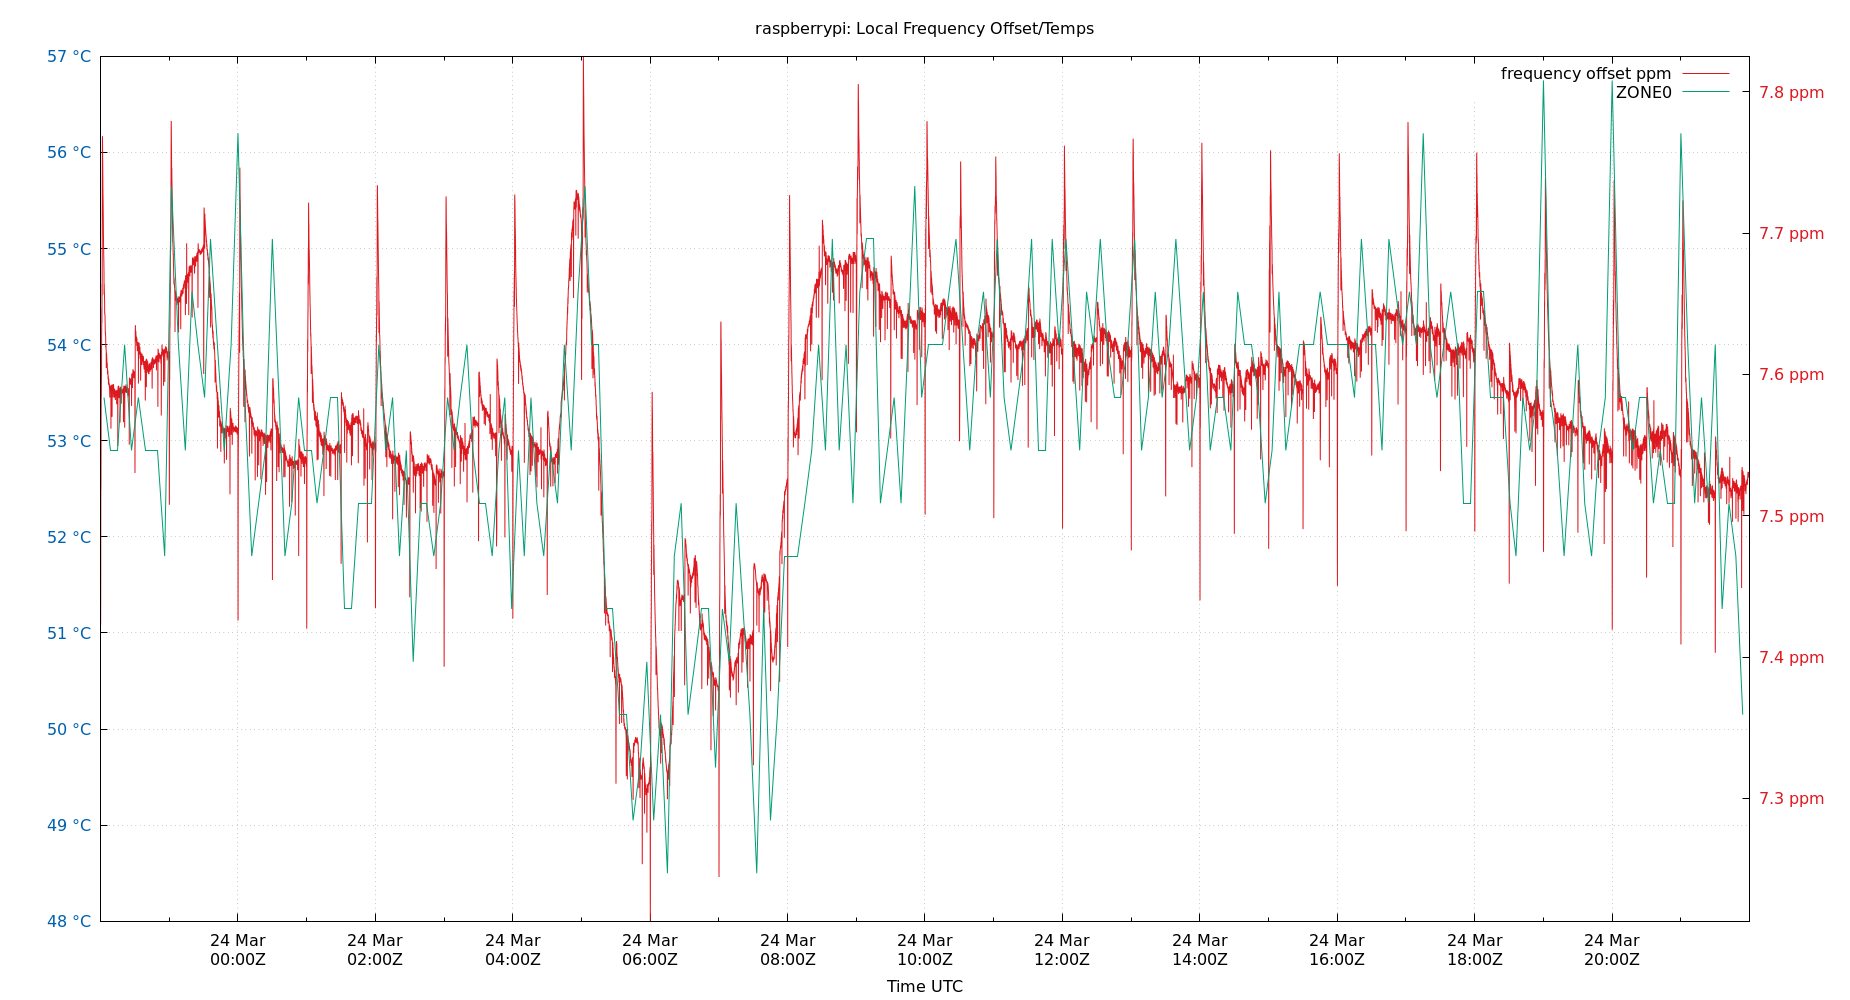 raspberrypi: Local Frequency Offset/Temps
57 °C
56 °C
55 °C
54 °C
53 °C
52 °C
51 °C
50 °C
49 °C
48 °C
frequency offset ppm
ZONE0
7.8 ppm
7.7 ppm
7.6 ppm
7.5 ppm
7.4 ppm
7.3 ppm
24 Mar 24 Mar 24 Mar 24 Mar 24 Mar 24 Mar 24 Mar 24 Mar 24 Mar 24 Mar 24 Mar
00:00Z 02:00Z 04:00Z 06:00Z 08:00Z 10:00Z 12:00Z 14:00Z 16:00Z 18:00Z 20:00Z
Time UTC